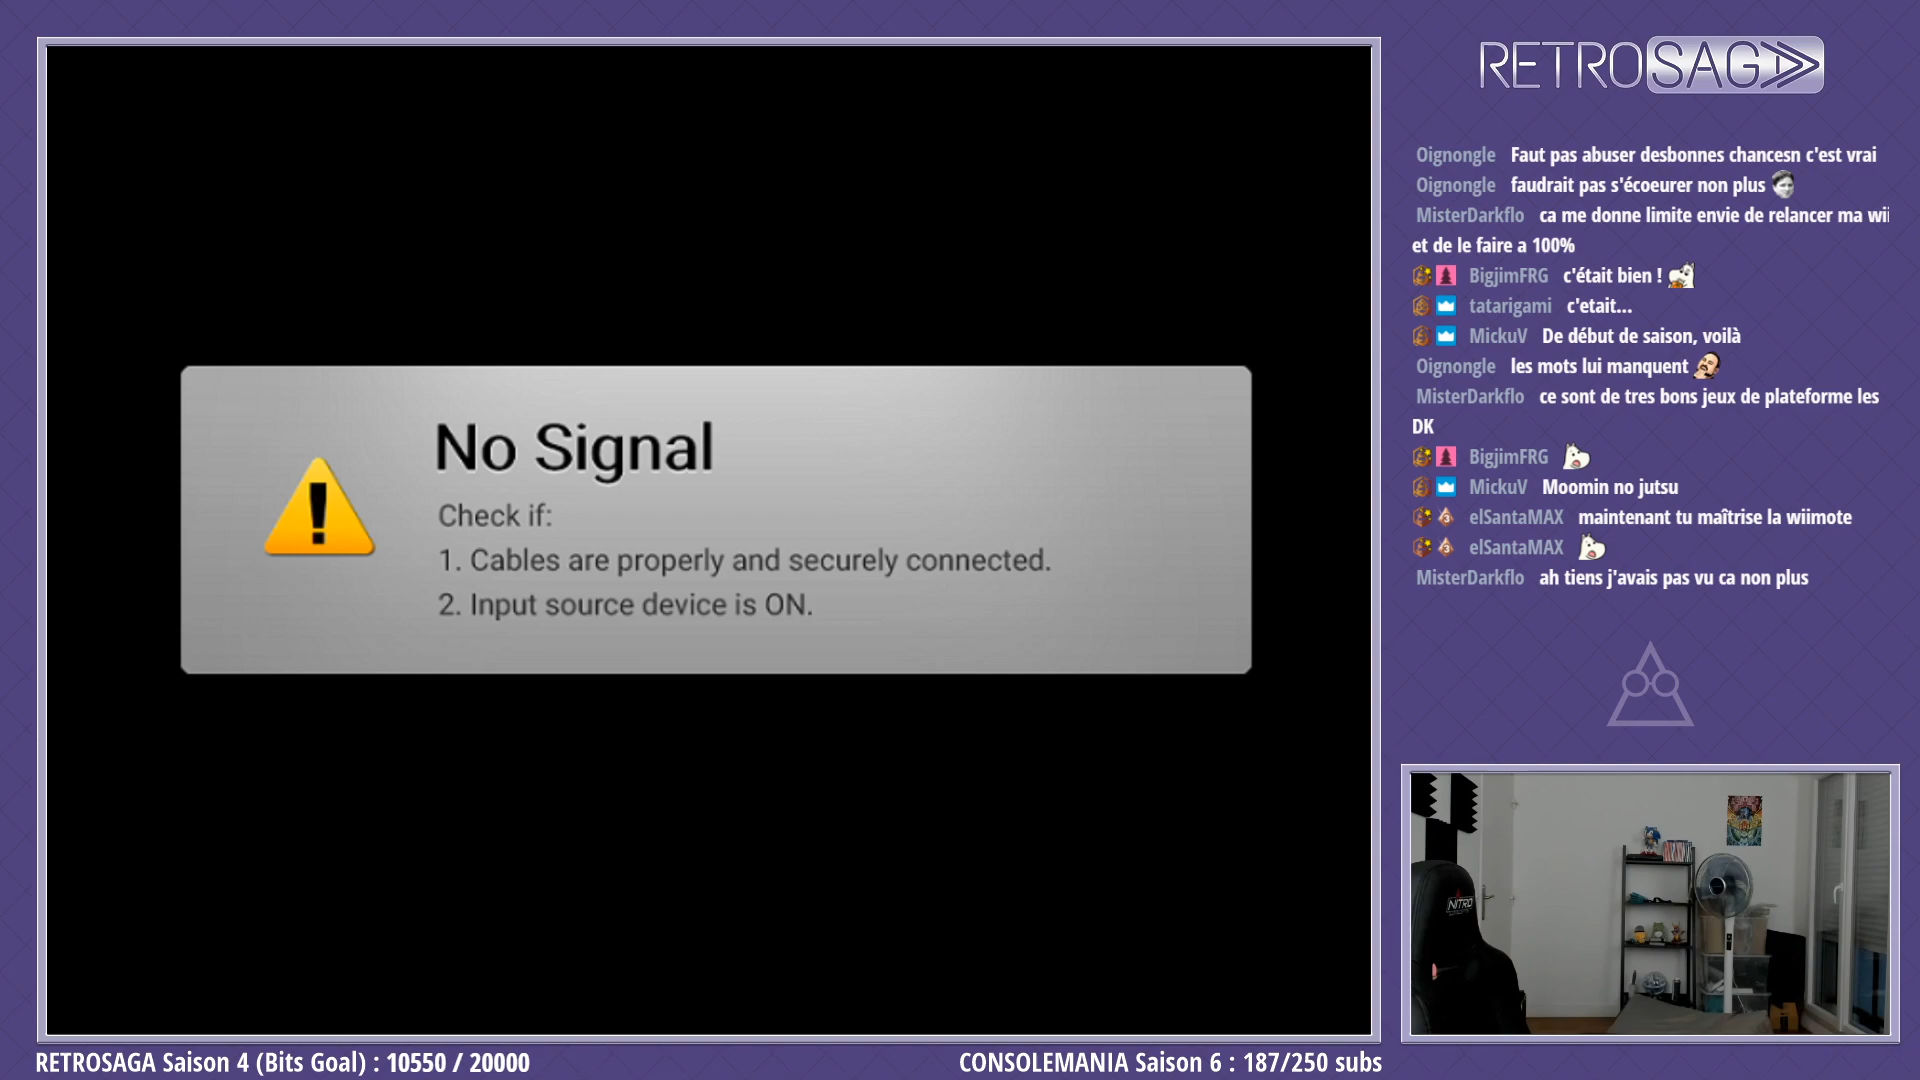 RETROSAGA
Oignongle Faut pas abuser desbonnes chancesn c'est vrai
Oignongle faudrait pas s'écoeurer non plus
MisterDarkflo ca me donne limite envie de relancer ma wii
et de le faire a 100%
BigjimFRG c'était bien !
tatarigami c'etait...
MickuV De début de saison, voilà
Oignongle les mots lui manquent
MisterDarkflo ce sont de tres bons jeux de plateforme les
DK
BigjimFRG
MickuV Moomin no jutsu
3 elSantaMAX maintenant tu maîtrise la wiimote
3 elSantaMAX
MisterDarkflo ah tiens j'avais pas vu ca non plus
No Signal
Check if:
1. Cables are properly and securely connected.
2. Input source device is ON.
NITRO
RETROSAGA Saison 4 (Bits Goal) : 10550 / 20000
CONSOLEMANIA Saison 6 : 187/250 subs